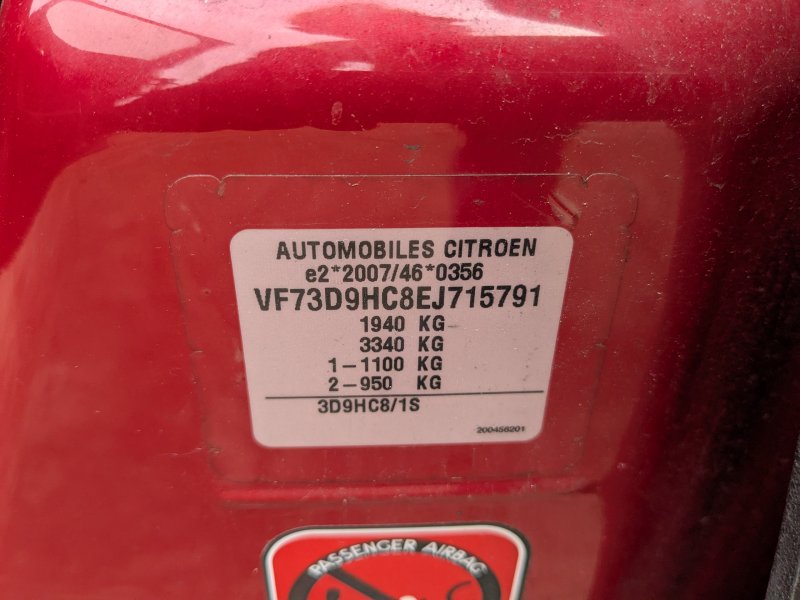 AUTOMOBILES CITROEN
e2*2007/46*0356
VF73D9HC8EJ715791
1940 KG
3340 KG
1-1100 KG
2-950 KG
3D9HC8/1S
200456201
PASSENGER AIRBAG